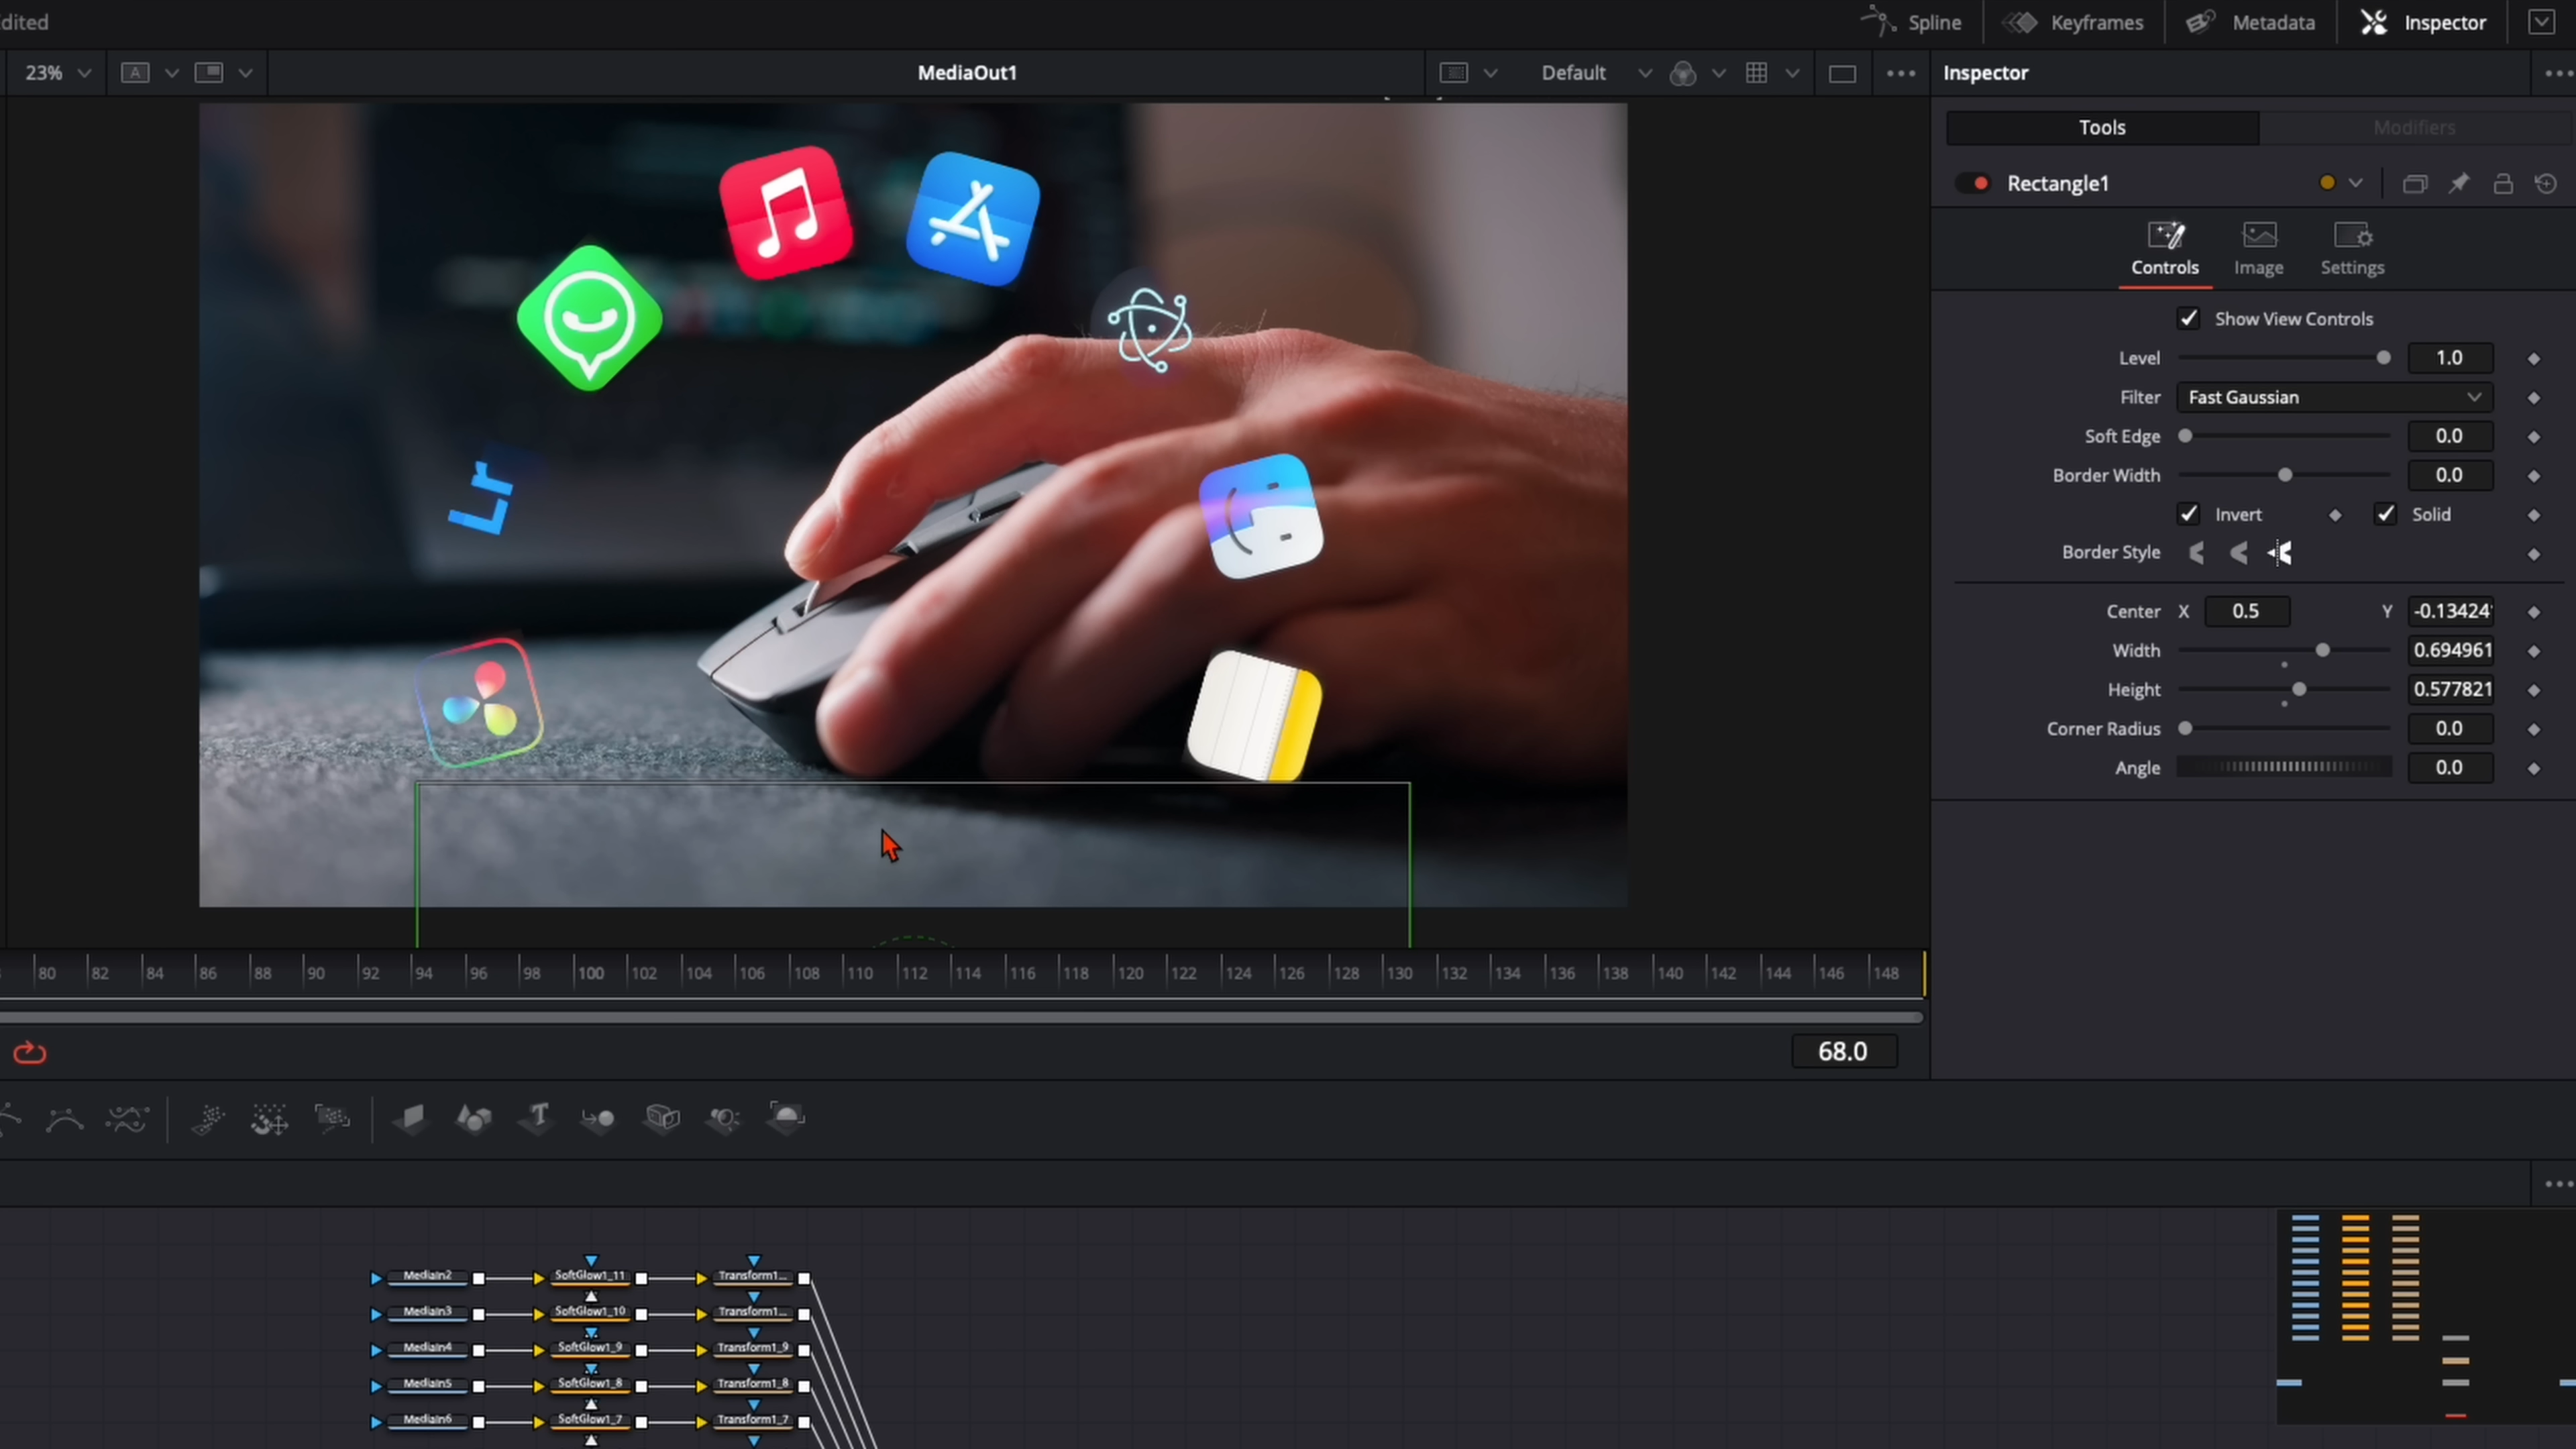 Edited
Spline
Keyframes
Metadata
Inspector
23%
A
MediaOut1
Default
Inspector
Tools
Modifiers
Rectangle1
Controls
Image
Settings
Show View Controls
Level 1.0
Filter Fast Gaussian
Soft Edge 0.0
Border Width 0.0
Invert
Solid
Border Style
Center X 0.5 Y -0.13424
Width 0.694961
Height 0.577821
Corner Radius 0.0
Angle 0.0
Lr
80 82 84 86 88 90 92 94 96 98 100 102 104 106 108 110 112 114 116 118 120 122 124 126 128 130 132 134 136 138 140 142 144 146 148
68.0
T
MediaIn2 SoftGlow1_11 Transform1...
MediaIn3 SoftGlow1_10 Transform1...
MediaIn4 SoftGlow1_9 Transform1_9
MediaIn5 SoftGlow1_8 Transform1_8
MediaIn6 SoftGlow1_7 Transform1_7